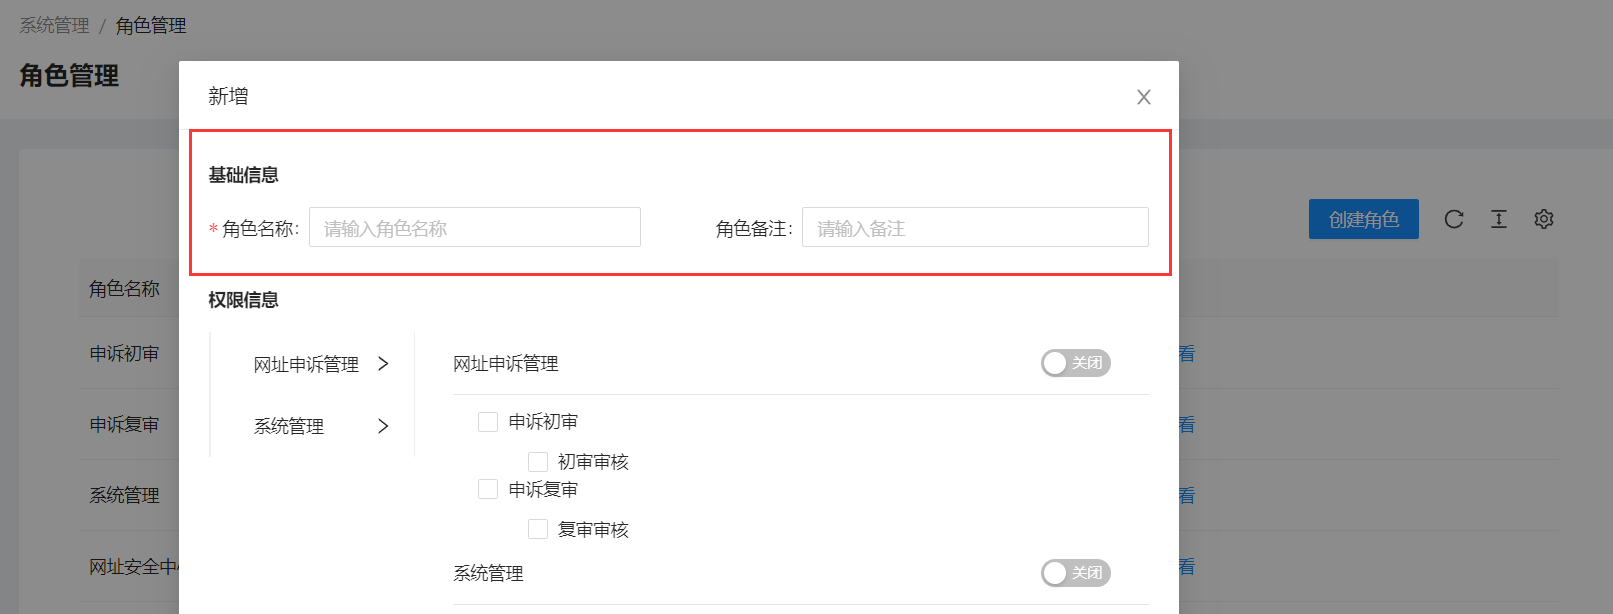 系统管理 / 角色管理
角色管理
新增
基础信息
* 角色名称: 请输入角色名称 角色备注: 请输入备注
创建角色
角色名称
权限信息
申诉初审
网址申诉管理
网址申诉管理 关闭
看
申诉复审
系统管理
申诉初审
看
初审审核
系统管理
申诉复审
看
复审审核
网址安全中
系统管理 关闭
看